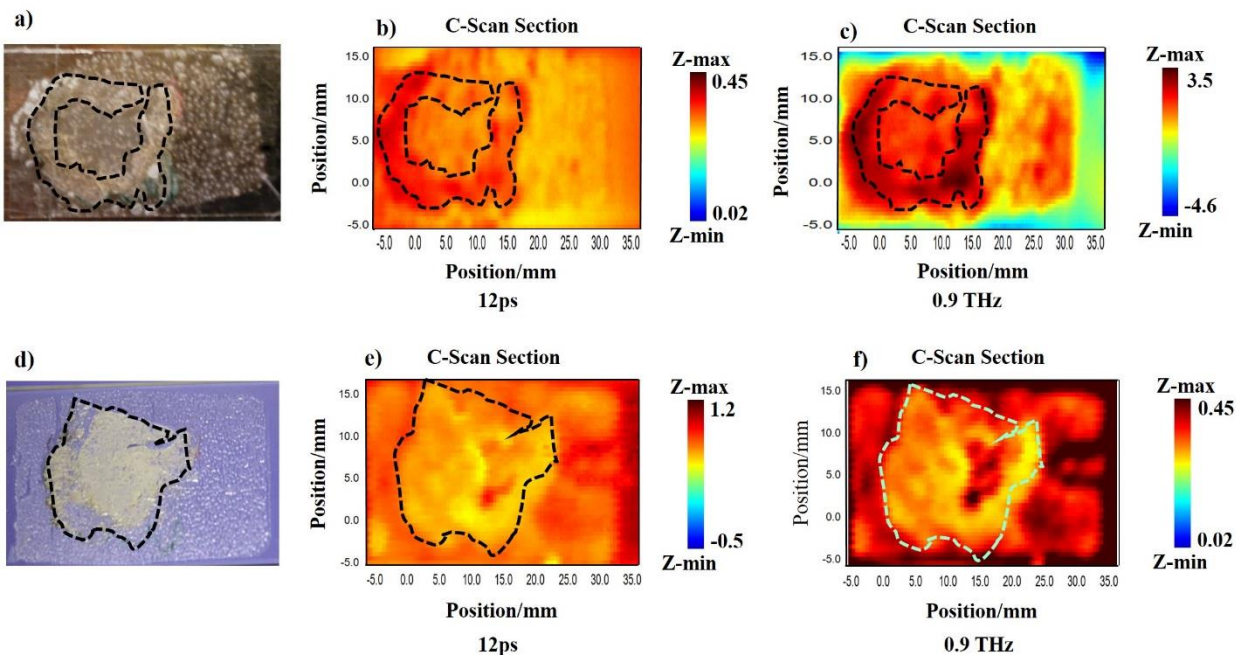 a)
b)
C-Scan Section
Position/mm
15.0
10.0
5.0
0.0
-5.0
-5.0 0.0 5.0 10.0 15.0 20.0 25.0 30.0 35.0
Position/mm
12ps
Z-max
0.45
0.02
Z-min
c)
C-Scan Section
Position/mm
15.0
10.0
5.0
0.0
-5.0
-5.0 0.0 5.0 10.0 15.0 20.0 25.0 30.0 35.0
Position/mm
0.9 THz
Z-max
3.5
-4.6
Z-min
d)
e)
C-Scan Section
Position/mm
15.0
10.0
5.0
0.0
-5.0
-5.0 0.0 5.0 10.0 15.0 20.0 25.0 30.0 35.0
Position/mm
12ps
Z-max
1.2
-0.5
Z-min
f)
C-Scan Section
Position/mm
15.0
10.0
5.0
0.0
-5.0
-5.0 0.0 5.0 10.0 15.0 20.0 25.0 30.0 35.0
Position/mm
0.9 THz
Z-max
0.45
0.02
Z-min